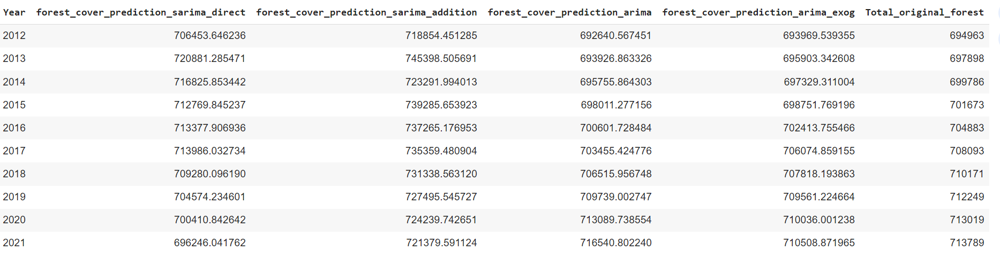 Year forest_cover_prediction_sarima_direct forest_cover_prediction_sarima_addition forest_cover_prediction_arima forest_cover_prediction_arima_exog Total_original_forest
2012 706453.646236 718854.451285 692640.567451 693969.539355 694963
2013 720881.285471 745398.505691 693926.863326 695903.342608 697898
2014 716825.853442 723291.994013 695755.864303 697329.311004 699786
2015 712769.845237 739285.653923 698011.277156 698751.769196 701673
2016 713377.906936 737265.176953 700601.728484 702413.755466 704883
2017 713986.032734 735359.480904 703455.424776 706074.859155 708093
2018 709280.096190 731338.563120 706515.956748 707818.193863 710171
2019 704574.234601 727495.545727 709739.002747 709561.224664 712249
2020 700410.842642 724239.742651 713089.738554 710036.001238 713019
2021 696246.041762 721379.591124 716540.802240 710508.871965 713789